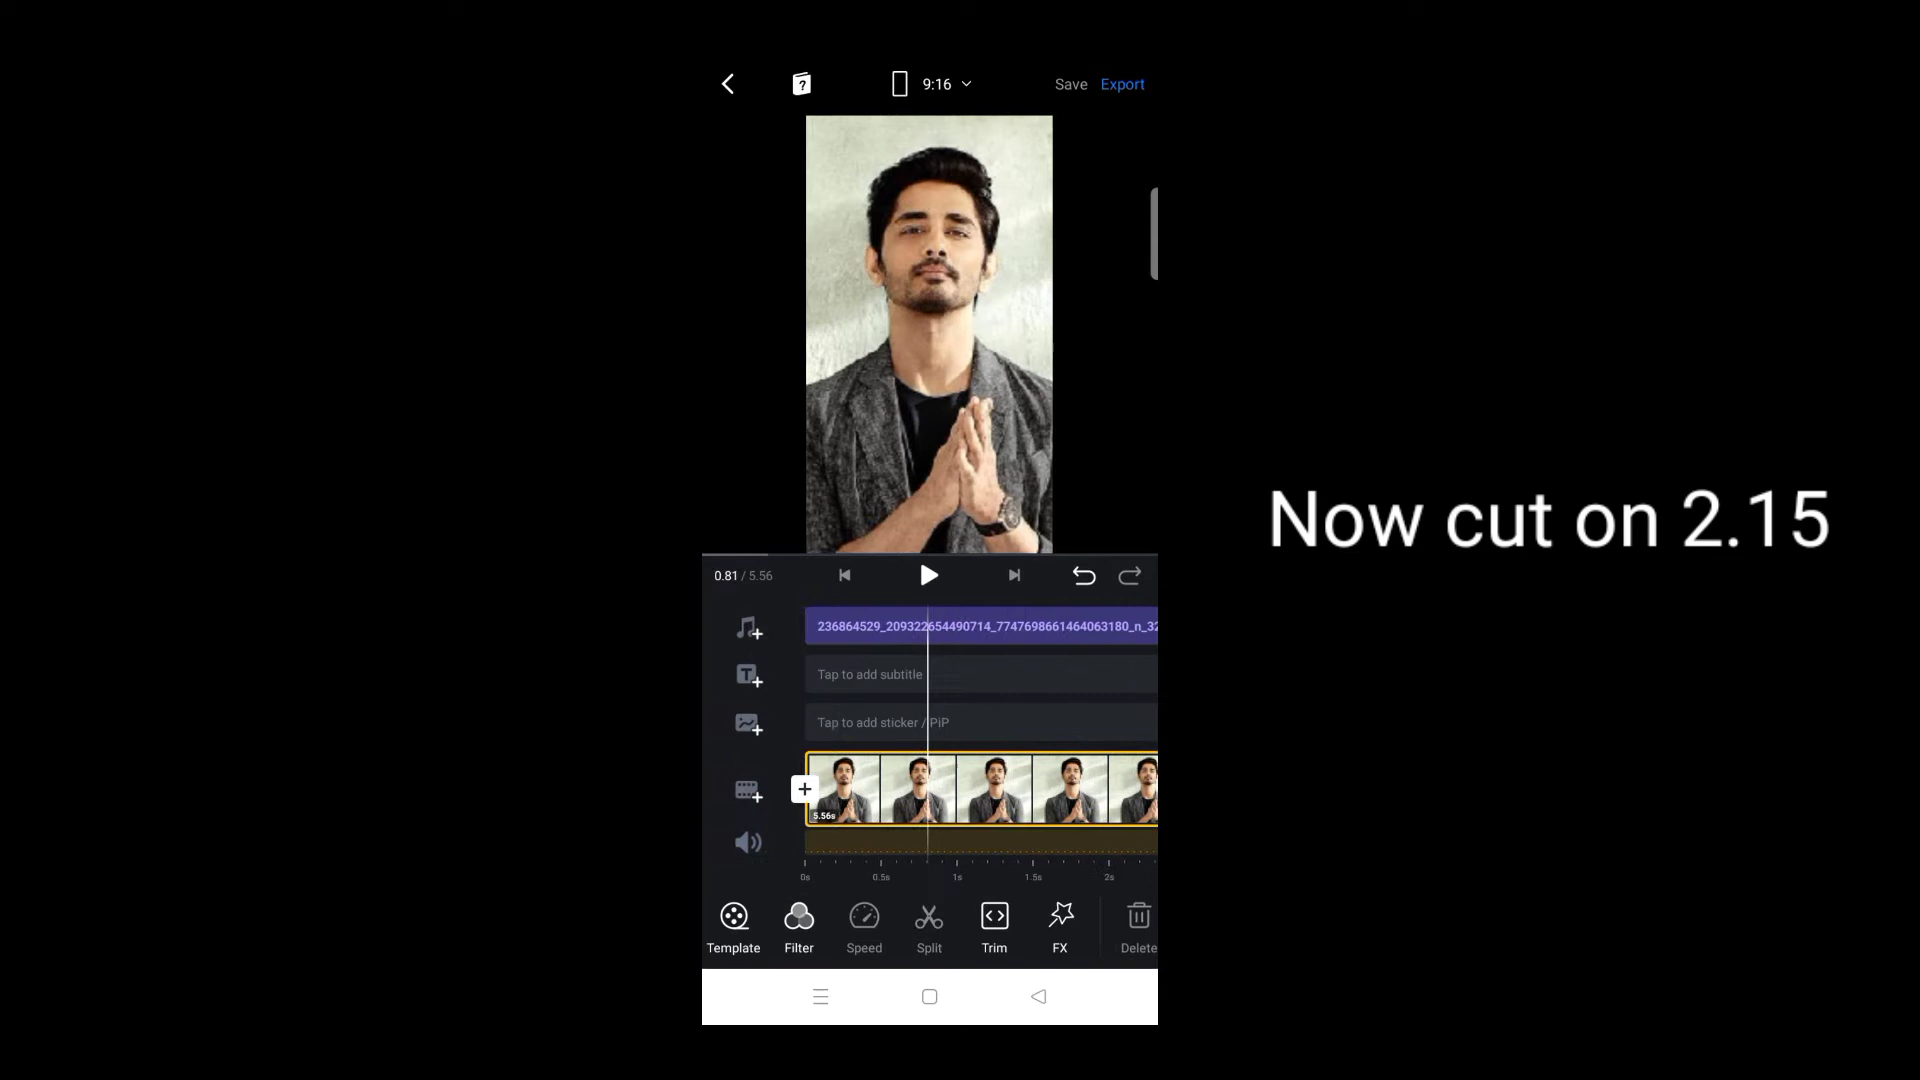 9:16
Save
Export
Now cut on 2.15
0.81 / 5.56
236864529_209322654490714_7747698661464063180_n_32
Tap to add subtitle
Tap to add sticker / PiP
5.56s
0s
0.5s
1s
1.5s
2s
Template
Filter
Speed
Split
Trim
FX
Delete